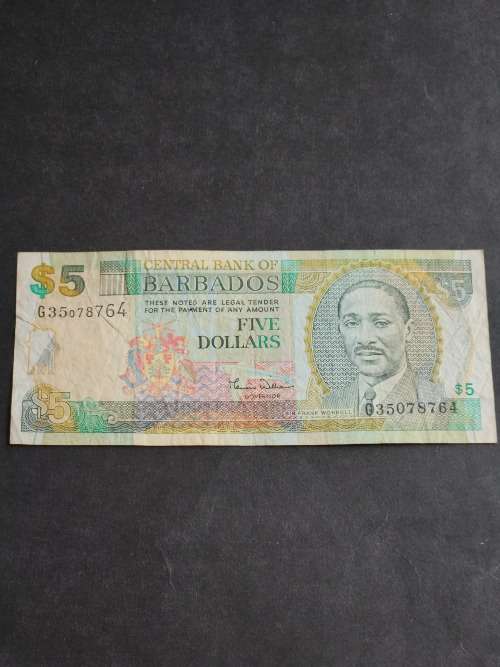 $5
CENTRAL BANK OF
BARBADOS
THESE NOTES ARE LEGAL TENDER
FOR THE PAYMENT OF ANY AMOUNT
G35078764
FIVE
DOLLARS
GOVERNOR
$5
$5
$5
SIR FRANK WORRELL
G35078764